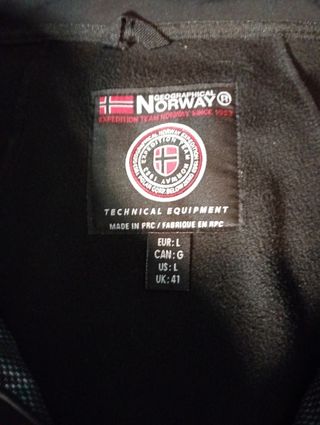 GEOGRAPHICAL
NORWAY®
EXPEDITION TEAM NORWAY SINCE
EXPEDITION TEAM
NORWAY
TECHNICAL EQUIPMENT
MADE IN PRC / FABRIQUE EN RPC
EUR: L
CAN: G
US: L
UK: 41